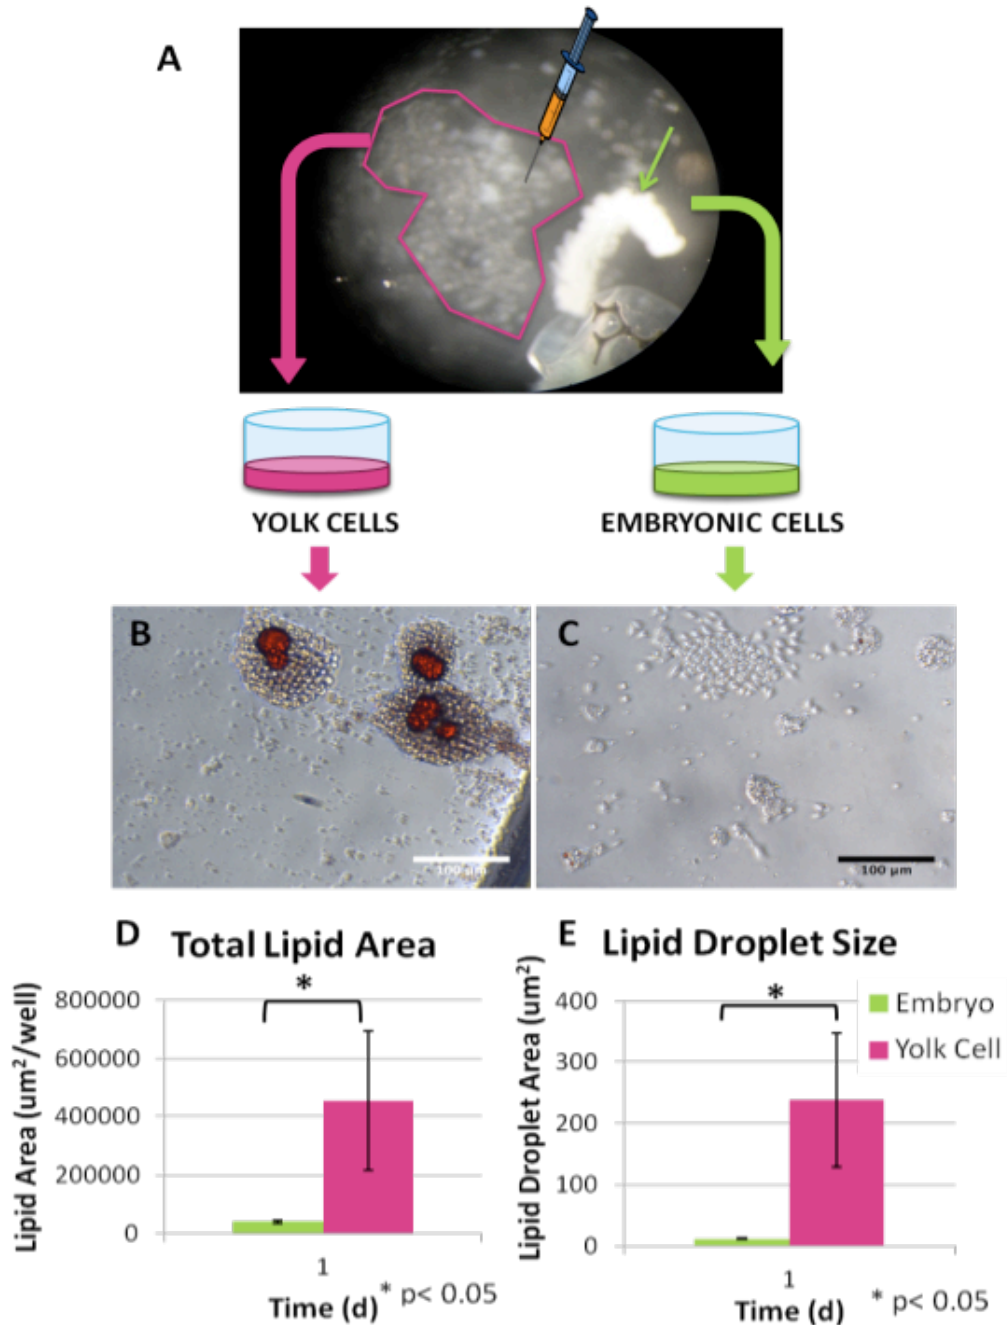 A
YOLK CELLS
EMBRYONIC CELLS
B
100 µm
C
100 µm
D
Total Lipid Area
*
Lipid Area (um²/well)
800000
600000
400000
200000
0
1
Time (d)
* p< 0.05
E
Lipid Droplet Size
*
Lipid Droplet Area (um²)
400
300
200
100
0
1
Time (d)
* p< 0.05
Embryo
Yolk Cell